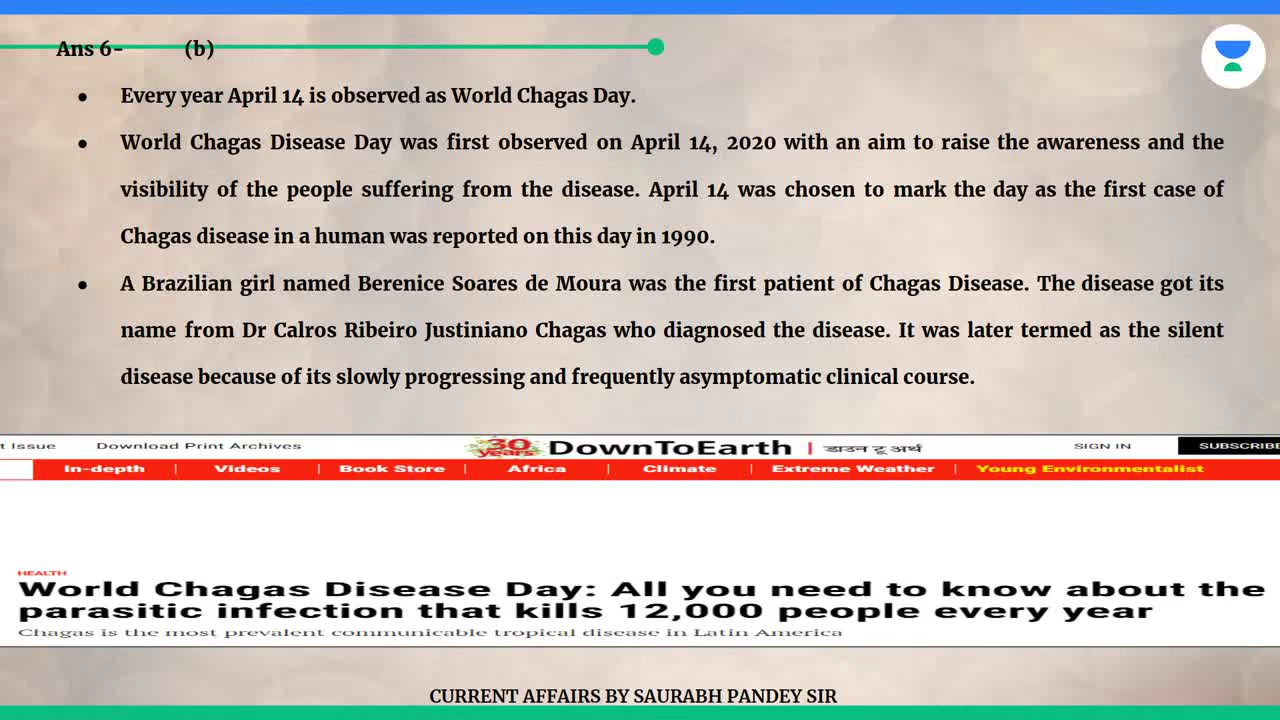 Ans 6- (b)
● Every year April 14 is observed as World Chagas Day.
● World Chagas Disease Day was first observed on April 14, 2020 with an aim to raise the awareness and the
visibility of the people suffering from the disease. April 14 was chosen to mark the day as the first case of
Chagas disease in a human was reported on this day in 1990.
● A Brazilian girl named Berenice Soares de Moura was the first patient of Chagas Disease. The disease got its
name from Dr Calros Ribeiro Justiniano Chagas who diagnosed the disease. It was later termed as the silent
disease because of its slowly progressing and frequently asymptomatic clinical course.
t Issue Download Print Archives 30 years DownToEarth | डाउन टू अर्थ SIGN IN SUBSCRIBE
In-depth | Videos | Book Store | Africa | Climate | Extreme Weather | Young Environmentalist
HEALTH
World Chagas Disease Day: All you need to know about the
parasitic infection that kills 12,000 people every year
Chagas is the most prevalent communicable tropical disease in Latin America
CURRENT AFFAIRS BY SAURABH PANDEY SIR